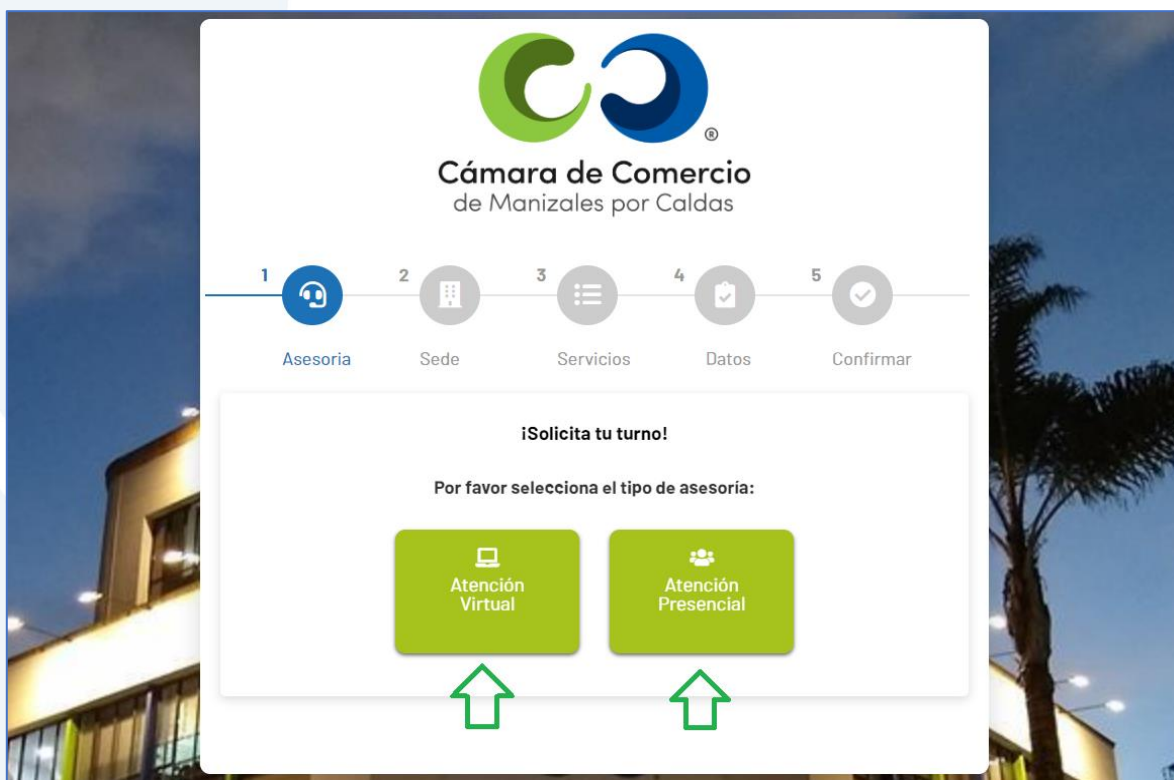 ®
Cámara de Comercio
de Manizales por Caldas
1 2 3 4 5
Asesoria Sede Servicios Datos Confirmar
¡Solicita tu turno!
Por favor selecciona el tipo de asesoría:
Atención
Virtual
Atención
Presencial